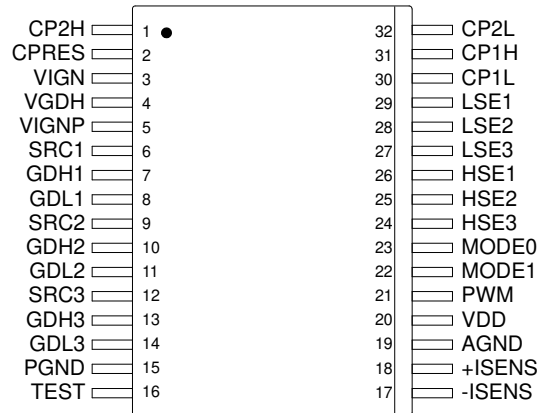 CP2H 1 32 CP2L
CPRES 2 31 CP1H
VIGN 3 30 CP1L
VGDH 4 29 LSE1
VIGNP 5 28 LSE2
SRC1 6 27 LSE3
GDH1 7 26 HSE1
GDL1 8 25 HSE2
SRC2 9 24 HSE3
GDH2 10 23 MODE0
GDL2 11 22 MODE1
SRC3 12 21 PWM
GDH3 13 20 VDD
GDL3 14 19 AGND
PGND 15 18 +ISENS
TEST 16 17 -ISENS